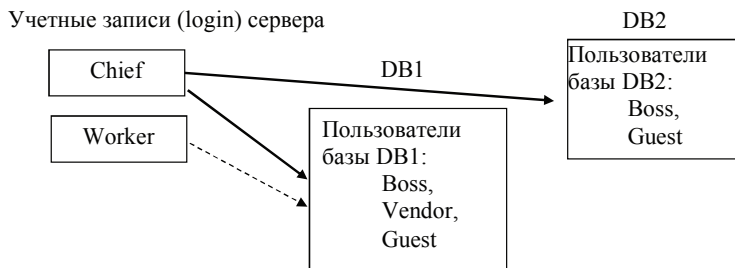 Учетные записи (login) сервера
DB2
Chief
DB1
Пользователи
базы DB2:
Boss,
Guest
Worker
Пользователи
базы DB1:
Boss,
Vendor,
Guest